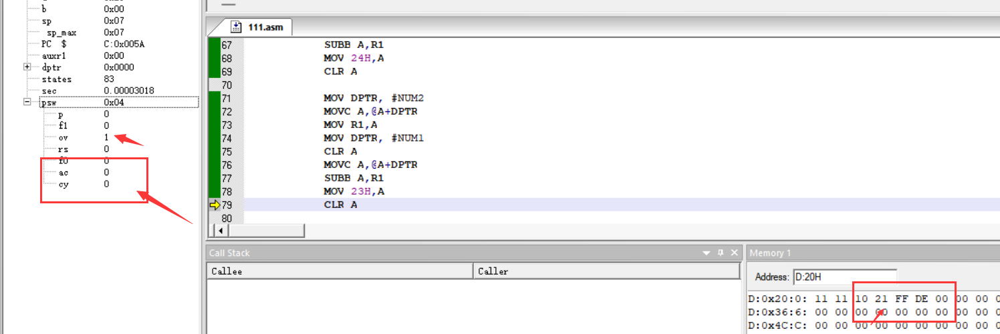 b 0x00
sp 0x07
sp_max 0x07
PC $ C:0x005A
auxr1 0x00
dptr 0x0000
states 83
sec 0.00003018
psw 0x04
p 0
f1 0
ov 1
rs 0
f0 0
ac 0
cy 0
111.asm
67 SUBB A,R1
68 MOV 24H,A
69 CLR A
70
71 MOV DPTR, #NUM2
72 MOVC A,@A+DPTR
73 MOV R1,A
74 MOV DPTR, #NUM1
75 CLR A
76 MOVC A,@A+DPTR
77 SUBB A,R1
78 MOV 23H,A
79 CLR A
80
Call Stack
Callee Caller
Memory 1
Address: D:20H
D:0x20:0: 11 11 10 21 FF DE 00 00 00
D:0x36:6: 00 00 00 00 00 00 00 00 00
D:0x4C:C: 00 00 00 00 00 00 00 00 00